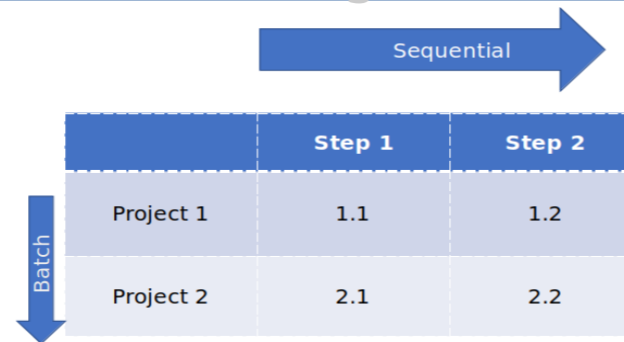 Sequential
Step 1 Step 2
Project 1 1.1 1.2
Batch
Project 2 2.1 2.2